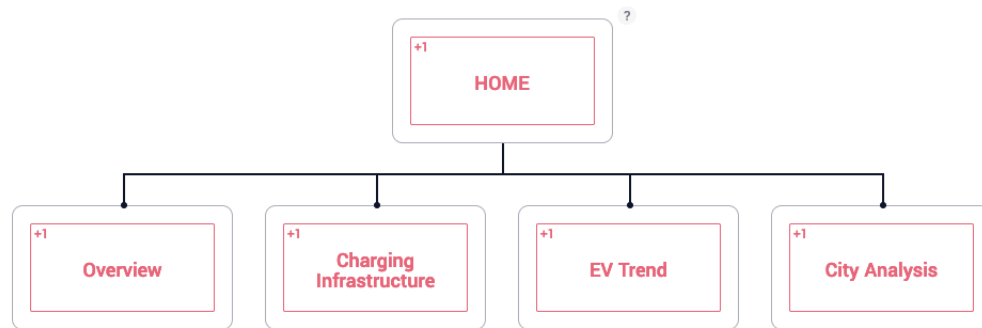 ?
+1
HOME
+1
Overview
+1
Charging
Infrastructure
+1
EV Trend
+1
City Analysis